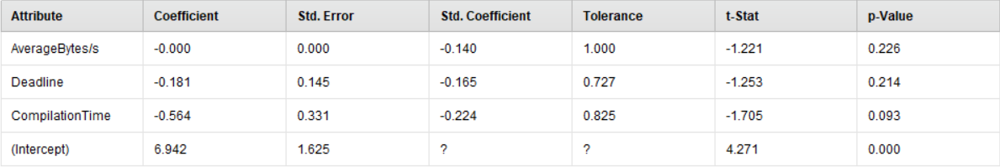 Attribute Coefficient Std. Error Std. Coefficient Tolerance t-Stat p-Value
AverageBytes/s -0.000 0.000 -0.140 1.000 -1.221 0.226
Deadline -0.181 0.145 -0.165 0.727 -1.253 0.214
CompilationTime -0.564 0.331 -0.224 0.825 -1.705 0.093
(Intercept) 6.942 1.625 ? ? 4.271 0.000